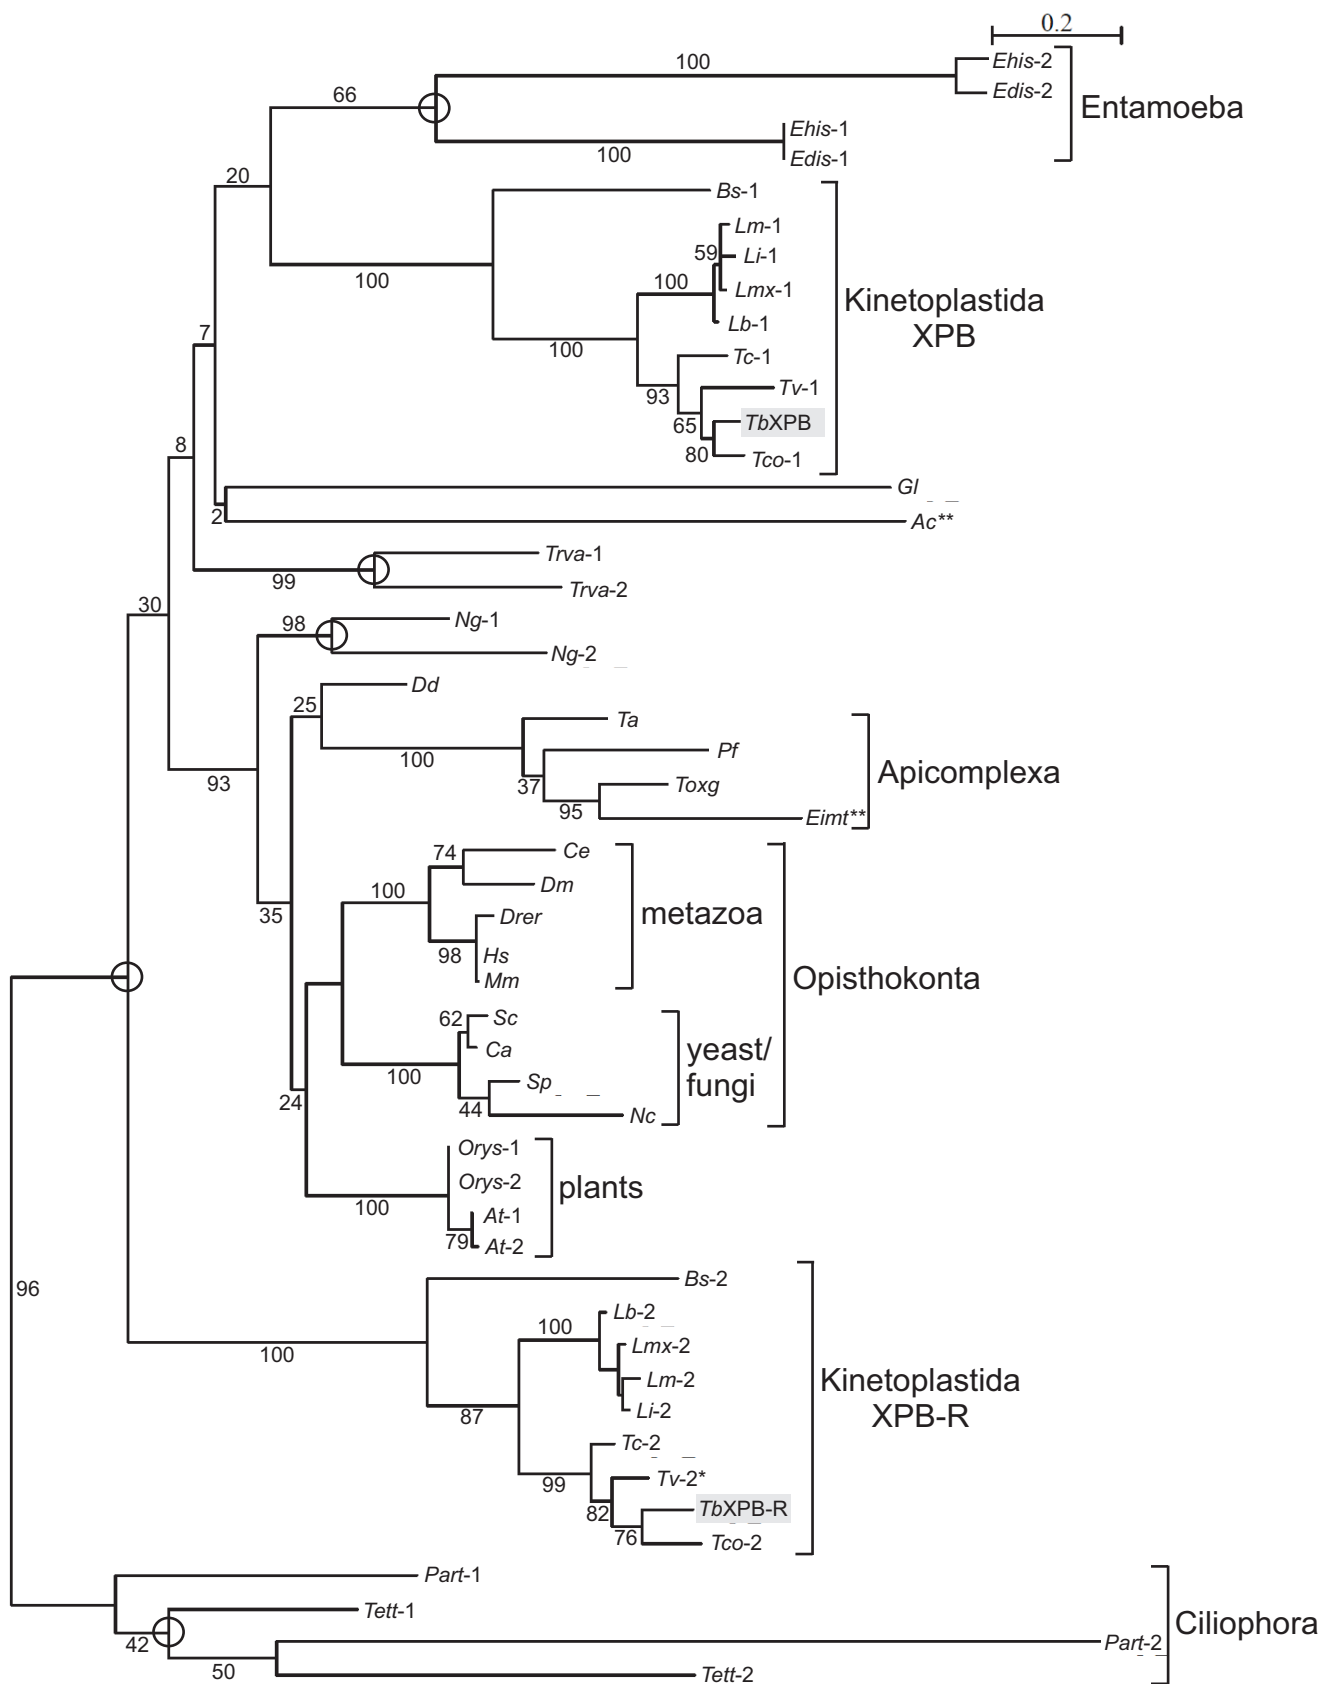 0.2
100
Ehis-2
Edis-2
Entamoeba
66
Ehis-1
100
Edis-1
20
Bs-1
Lm-1
59
Li-1
100
100
Lmx-1
Kinetoplastida
XPB
Lb-1
7
100
Tc-1
93
Tv-1
65
TbXPB
8
80
Tco-1
Gl
2
Ac**
Trva-1
99
Trva-2
30
98
Ng-1
Ng-2
Dd
25
Ta
100
Pf
Apicomplexa
93
37
Toxg
95
Eimt**
74
Ce
100
Dm
35
Drer
metazoa
98
Hs
Mm
Opisthokonta
62
Sc
Ca
yeast/
fungi
100
Sp
24
44
Nc
Orys-1
Orys-2
plants
100
At-1
79
At-2
96
Bs-2
Lb-2
100
Lmx-2
100
Lm-2
Kinetoplastida
XPB-R
87
Li-2
Tc-2
99
Tv-2*
82
TbXPB-R
76
Tco-2
Part-1
Tett-1
Ciliophora
42
Part-2
50
Tett-2